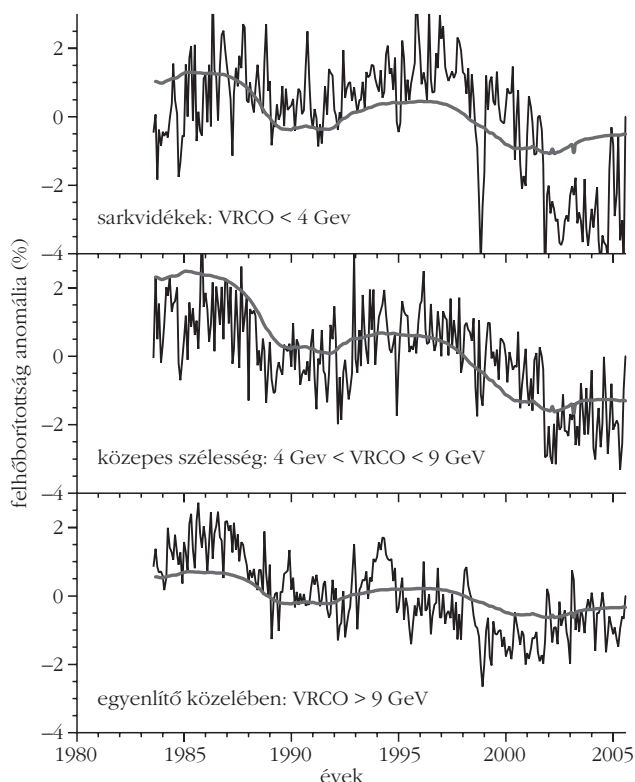 felhőborítottság anomália (%)
2
0
−2
−4
sarkvidékek: VRCO < 4 Gev
2
0
−2
−4
közepes szélesség: 4 Gev < VRCO < 9 GeV
2
0
−2
−4
egyenlítő közelében: VRCO > 9 GeV
1980 1985 1990 1995 2000 2005
évek